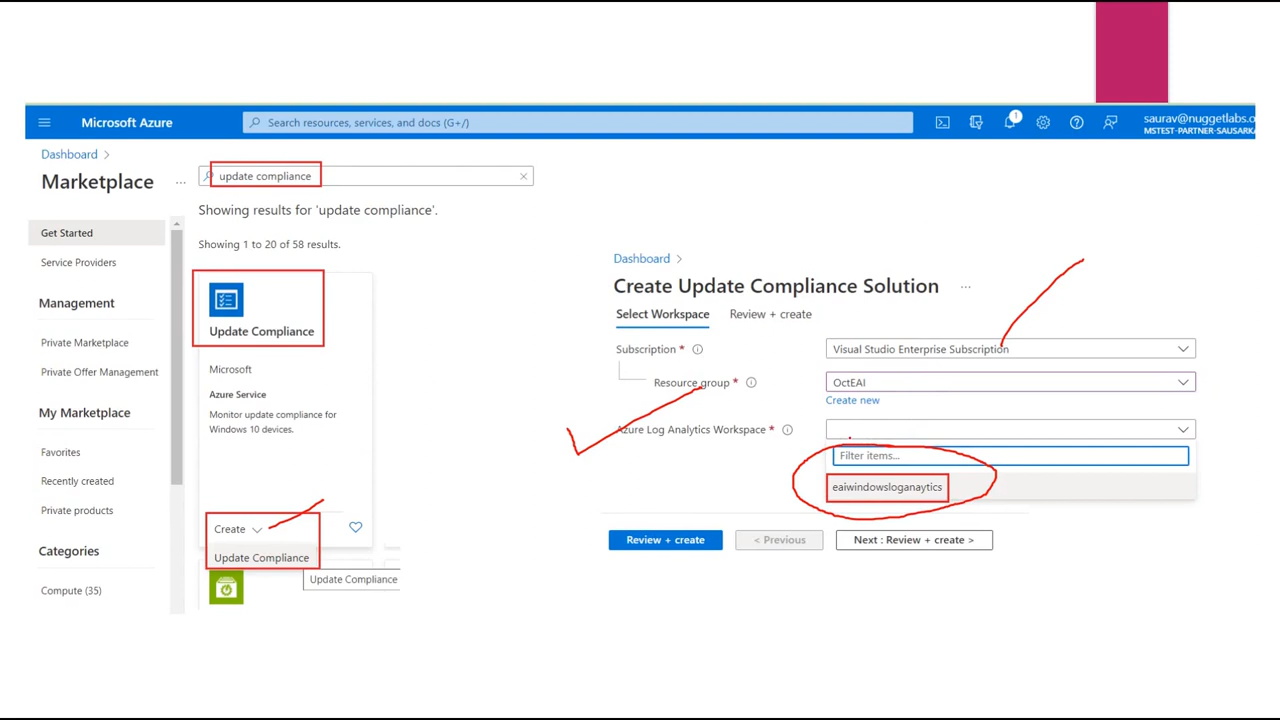 Microsoft Azure
Search resources, services, and docs (G+/)
1
saurav@nuggetlabs.o
MSTEST-PARTNER-SAUSARKA
Dashboard >
Marketplace
...
update compliance
Showing results for 'update compliance'.
Showing 1 to 20 of 58 results.
Get Started
Service Providers
Management
Private Marketplace
Private Offer Management
My Marketplace
Favorites
Recently created
Private products
Categories
Compute (35)
Update Compliance
Microsoft
Azure Service
Monitor update compliance for
Windows 10 devices.
Create
Update Compliance
Update Compliance
Dashboard >
Create Update Compliance Solution
...
Select Workspace
Review + create
Subscription *
Visual Studio Enterprise Subscription
Resource group *
OctEAI
Create new
Azure Log Analytics Workspace *
Filter items...
eaiwindowsloganaytics
Review + create
< Previous
Next : Review + create >